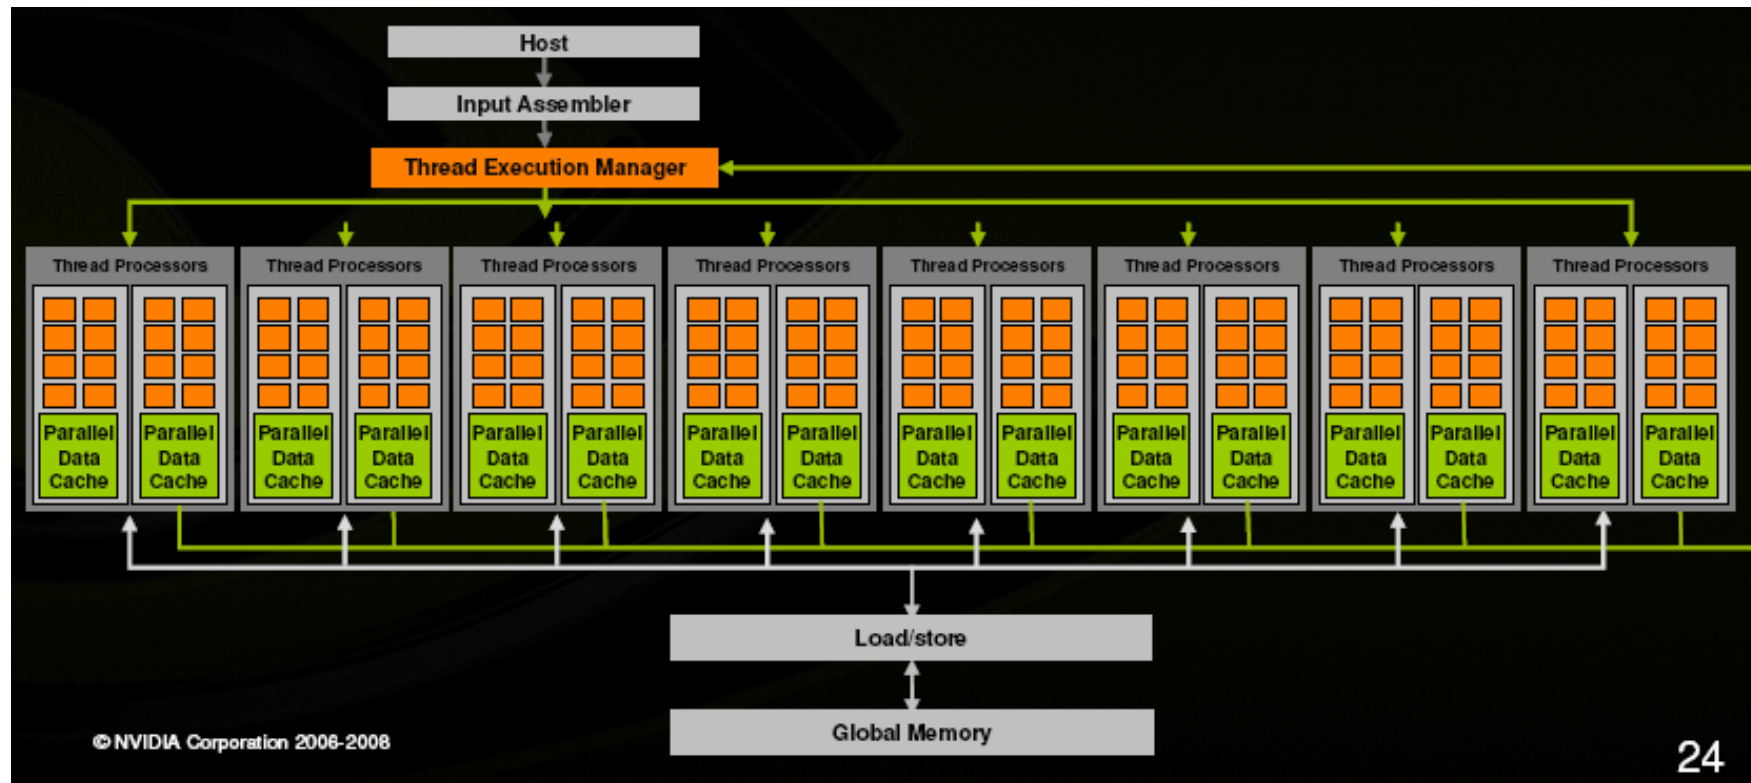 Host
Input Assembler
Thread Execution Manager
Thread Processors Thread Processors Thread Processors Thread Processors Thread Processors Thread Processors Thread Processors Thread Processors
Parallel Parallel Parallel Parallel Parallel Parallel Parallel Parallel Parallel Parallel Parallel Parallel Parallel Parallel Parallel Parallel
Data Data Data Data Data Data Data Data Data Data Data Data Data Data Data Data
Cache Cache Cache Cache Cache Cache Cache Cache Cache Cache Cache Cache Cache Cache Cache Cache
Load/store
Global Memory
© NVIDIA Corporation 2006-2008
24